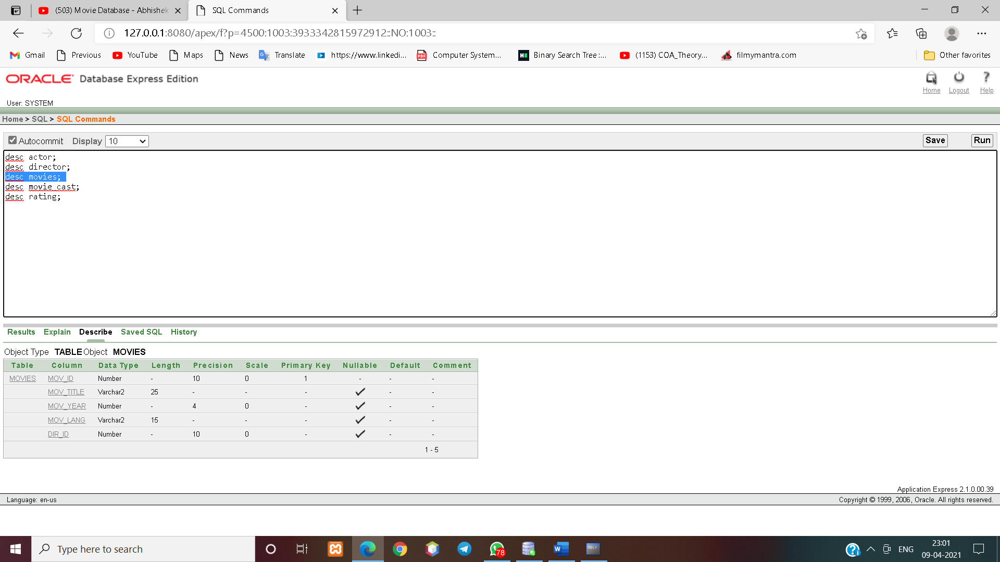 (503) Movie Database - Abhishek
SQL Commands
127.0.0.1:8080/apex/f?p=4500:1003:3933342815972912::NO:1003::
Gmail Previous YouTube Maps News Translate https://www.linkedi... Computer System... Binary Search Tree :... (1153) COA_Theory... filmymantra.com Other favorites
ORACLE Database Express Edition
Home Logout Help
User: SYSTEM
Home > SQL > SQL Commands
Autocommit Display 10 Save Run
desc actor;
desc director;
desc movies;
desc movie_cast;
desc rating;
Results Explain Describe Saved SQL History
Object Type TABLE Object MOVIES
Table Column Data Type Length Precision Scale Primary Key Nullable Default Comment
MOVIES MOV_ID Number - 10 0 1 - - -
MOV_TITLE Varchar2 25 - - - ✓ - -
MOV_YEAR Number - 4 0 - ✓ - -
MOV_LANG Varchar2 15 - - - ✓ - -
DIR_ID Number - 10 0 - ✓ - -
1 - 5
Application Express 2.1.0.00.39
Language: en-us Copyright © 1999, 2006, Oracle. All rights reserved.
Type here to search
78
W
SQL>
ENG
23:01
09-04-2021